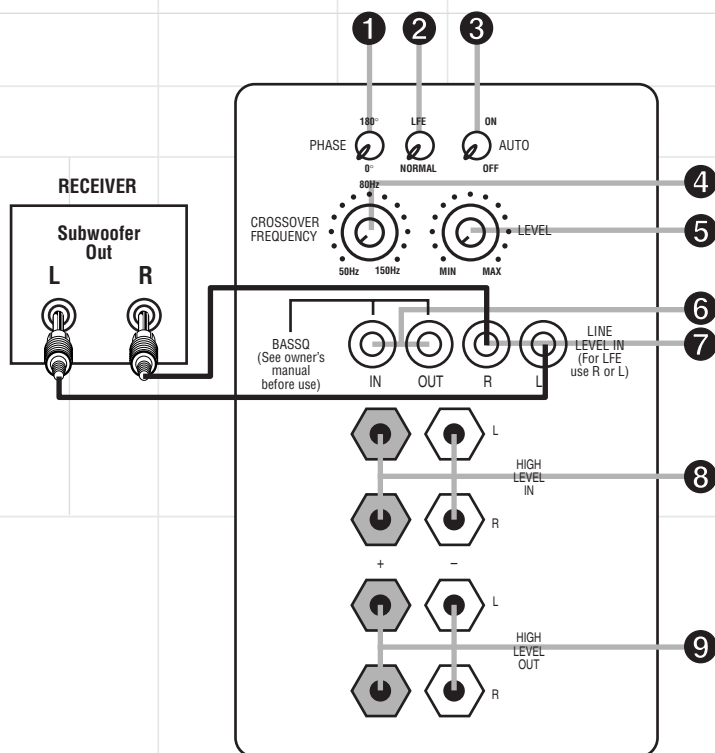 1 2 3
180° LFE ON
PHASE AUTO
0° NORMAL OFF
80Hz
4
CROSSOVER
FREQUENCY
LEVEL
5
50Hz 150Hz MIN MAX
RECEIVER
Subwoofer
Out
L R
6
BASSQ
(See owner's
manual
before use)
IN OUT R L
LINE
LEVEL IN
(For LFE
use R or L)
7
L
HIGH
LEVEL
IN
8
R
+ –
L
HIGH
LEVEL
OUT
9
R